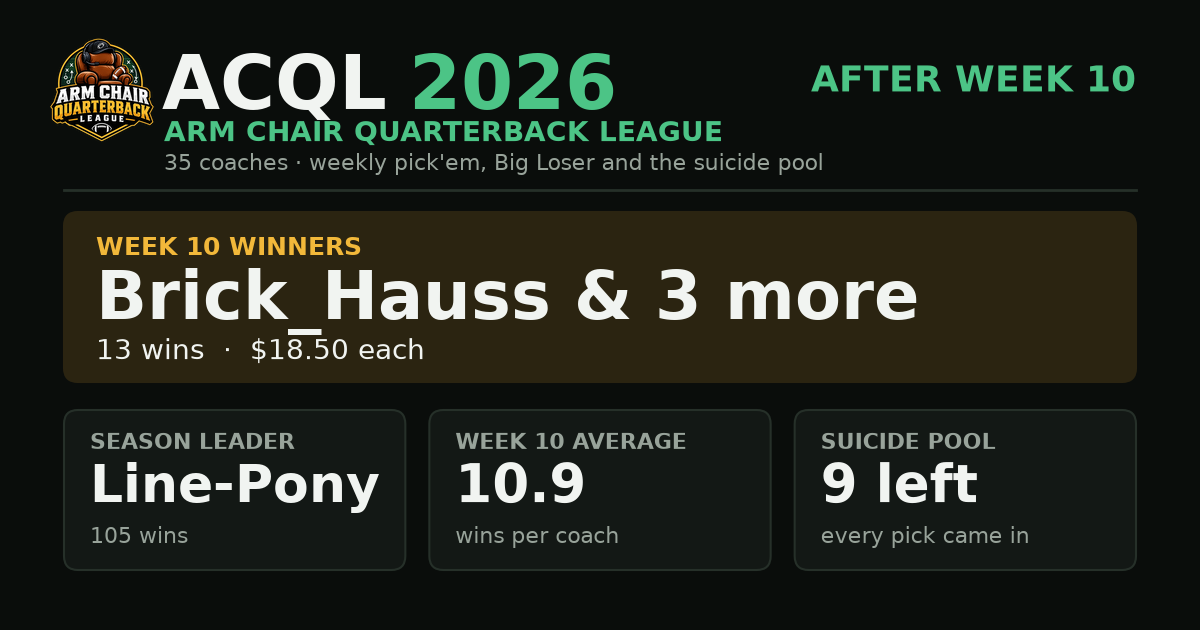 ARM CHAIR
QUARTERBACK
LEAGUE
ACQL 2026
AFTER WEEK 10
ARM CHAIR QUARTERBACK LEAGUE
35 coaches · weekly pick'em, Big Loser and the suicide pool
WEEK 10 WINNERS
Brick_Hauss & 3 more
13 wins · $18.50 each
SEASON LEADER
Line-Pony
105 wins
WEEK 10 AVERAGE
10.9
wins per coach
SUICIDE POOL
9 left
every pick came in